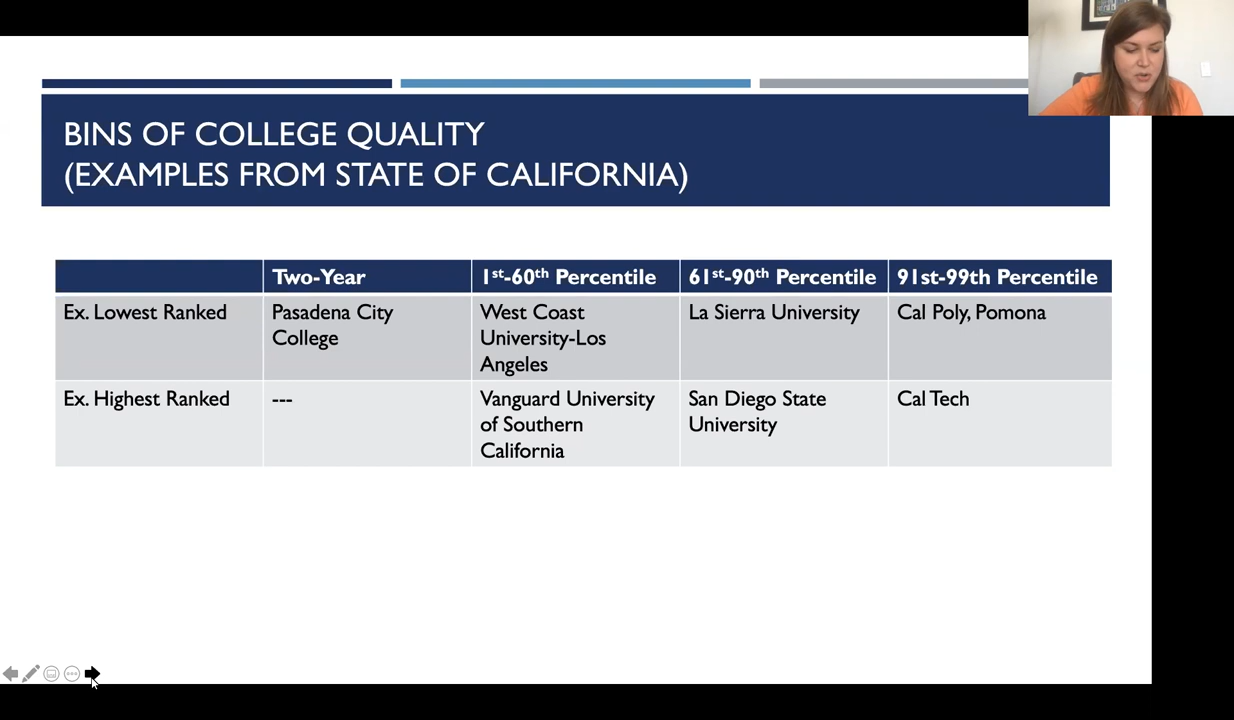 BINS OF COLLEGE QUALITY
(EXAMPLES FROM STATE OF CALIFORNIA)
Two-Year
1st-60th Percentile
61st-90th Percentile
91st-99th Percentile
Ex. Lowest Ranked
Pasadena City
College
West Coast
University-Los
Angeles
La Sierra University
Cal Poly, Pomona
Ex. Highest Ranked
---
Vanguard University
of Southern
California
San Diego State
University
Cal Tech